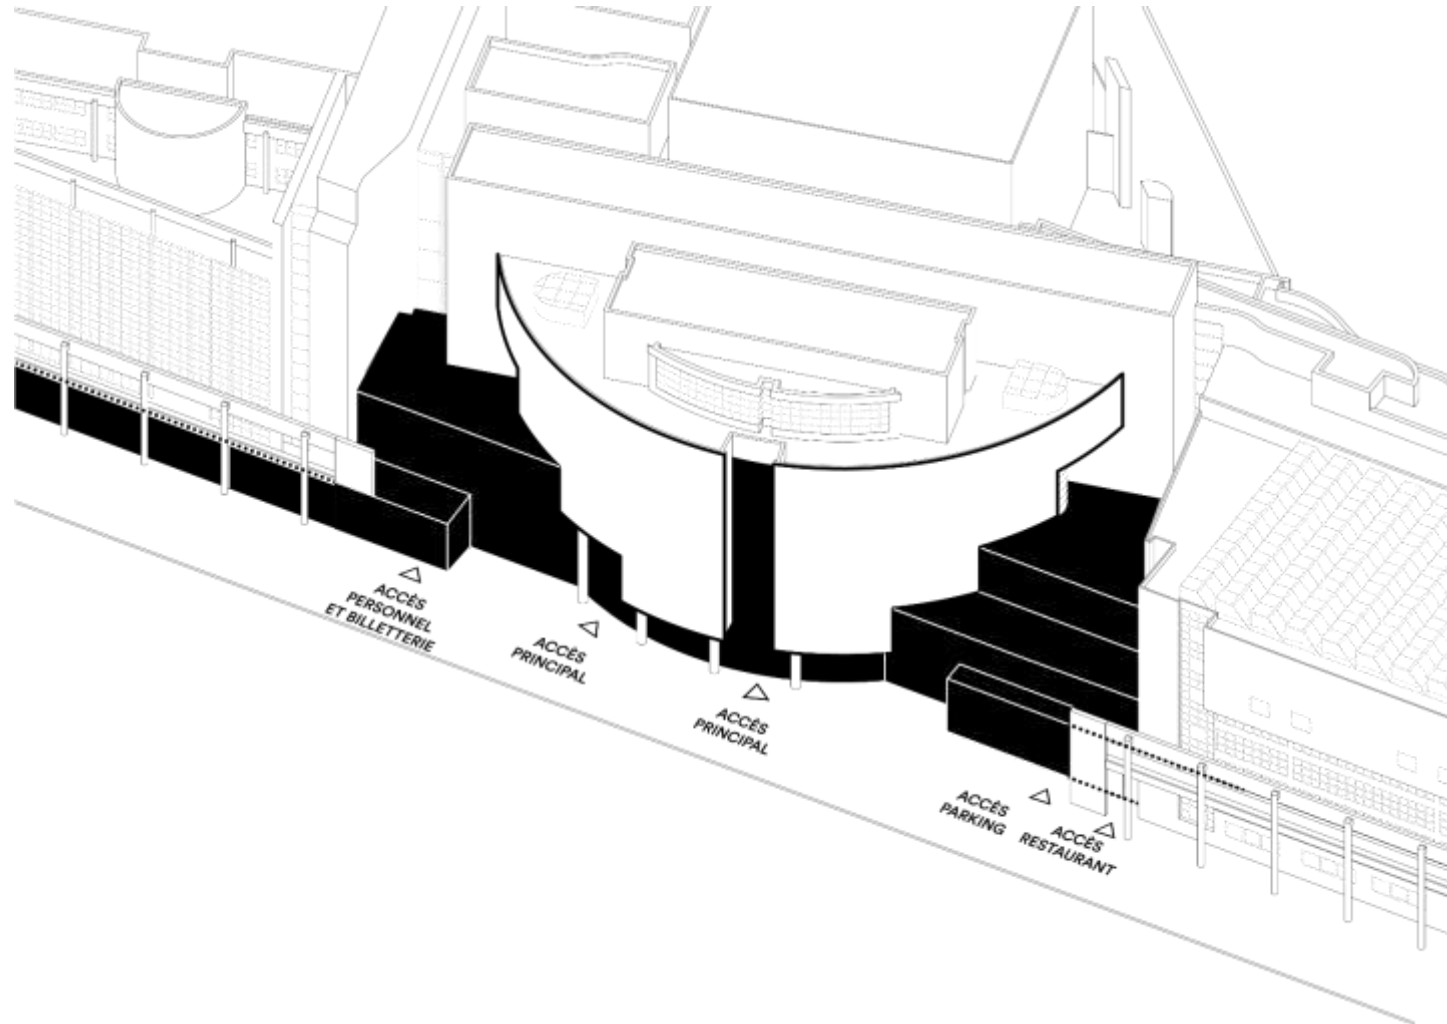 ACCÈS
PERSONNEL
ET BILLETTERIE
ACCÈS
PRINCIPAL
ACCÈS
PRINCIPAL
ACCÈS
PARKING
ACCÈS
RESTAURANT